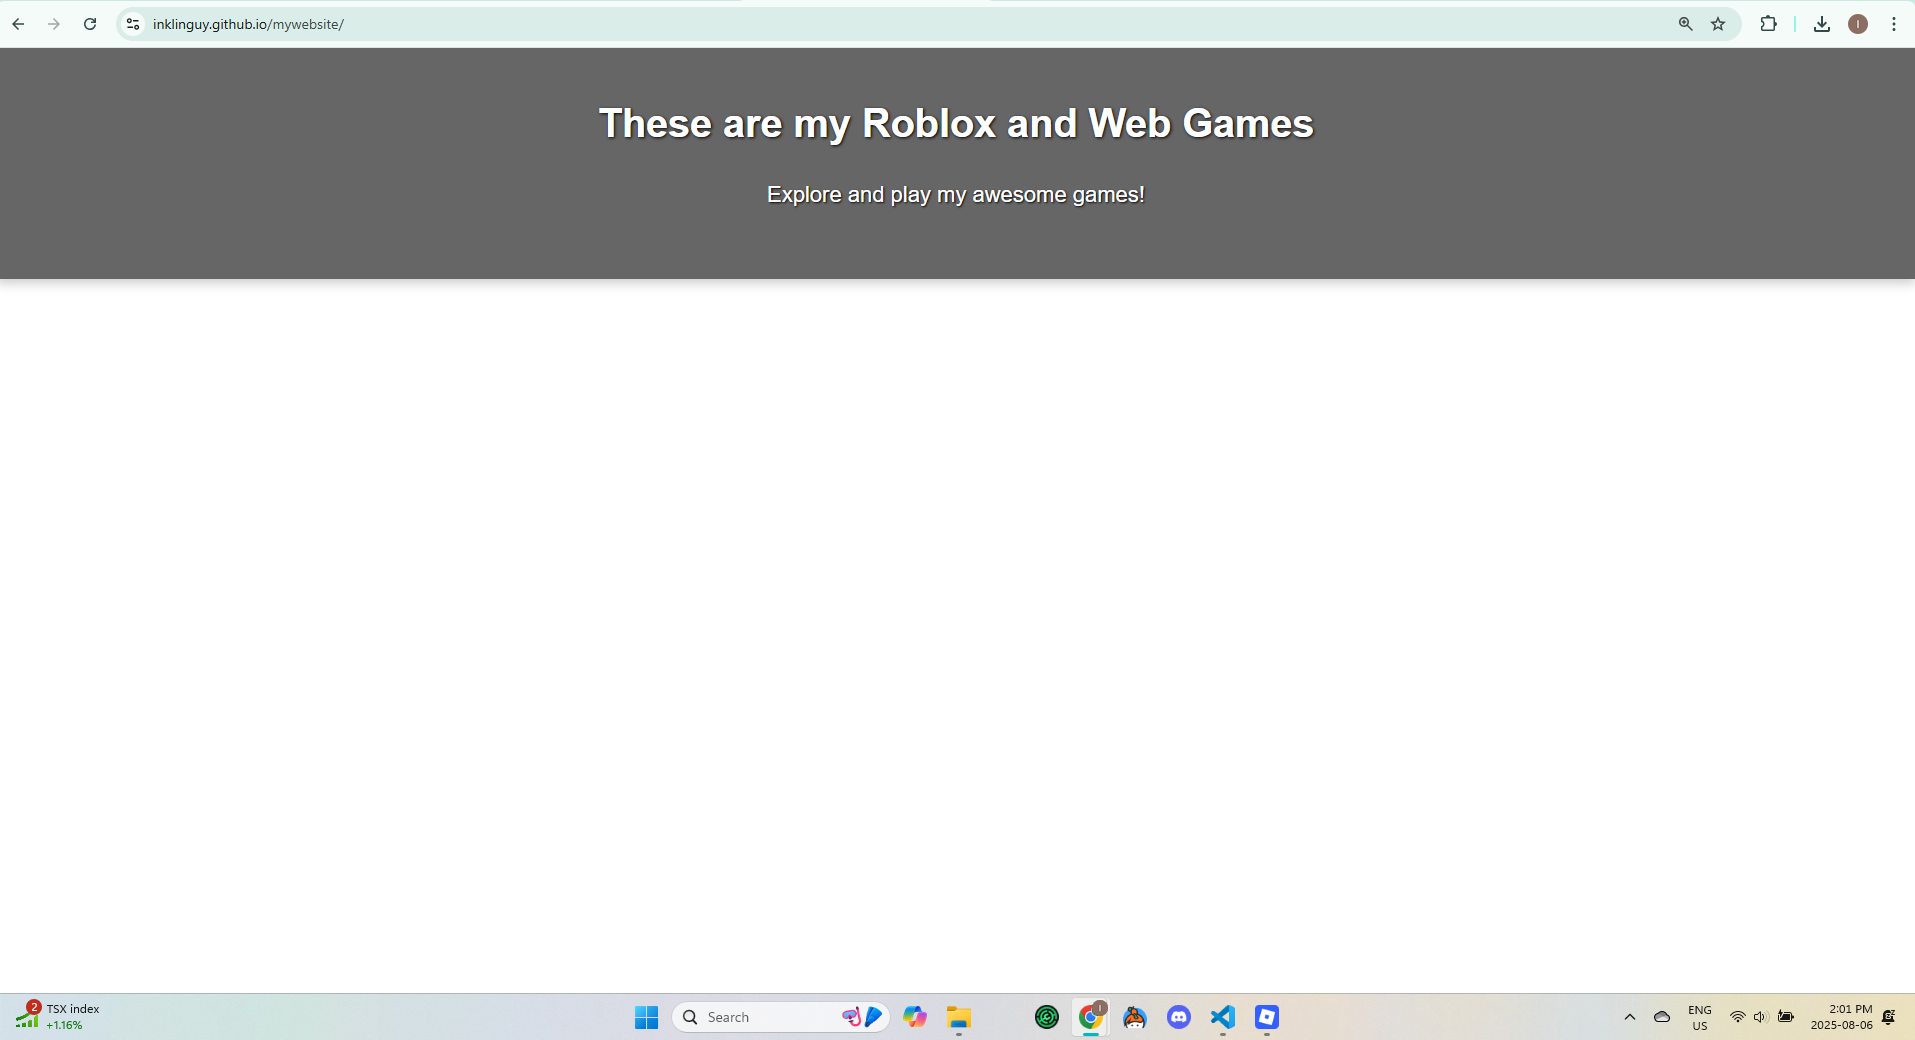 inklinguy.github.io/mywebsite/
I
These are my Roblox and Web Games
Explore and play my awesome games!
2
TSX index
+1.16%
Search
I
ENG
US
2:01 PM
2025-08-06